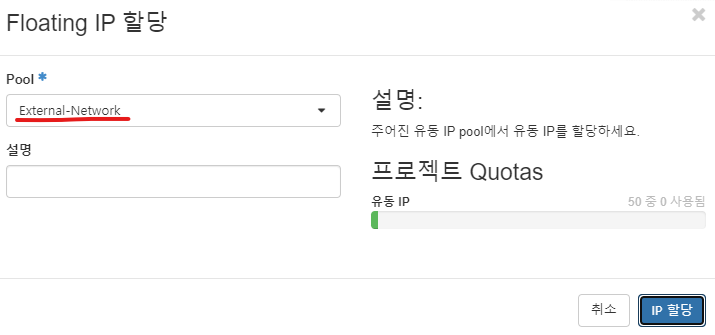 Floating IP 할당
×
Pool *
External-Network
설명
설명:
주어진 유동 IP pool에서 유동 IP를 할당하세요.
프로젝트 Quotas
유동 IP
50 중 0 사용됨
취소
IP 할당